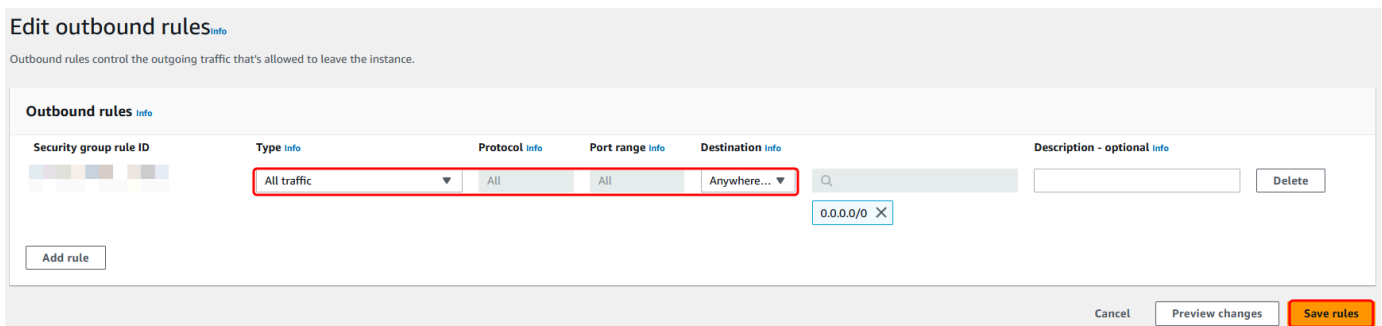 Edit outbound rules Info
Outbound rules control the outgoing traffic that's allowed to leave the instance.
Outbound rules Info
Security group rule ID Type Info Protocol Info Port range Info Destination Info Description - optional Info
All traffic All All Anywhere... Delete
0.0.0.0/0
Add rule
Cancel Preview changes Save rules